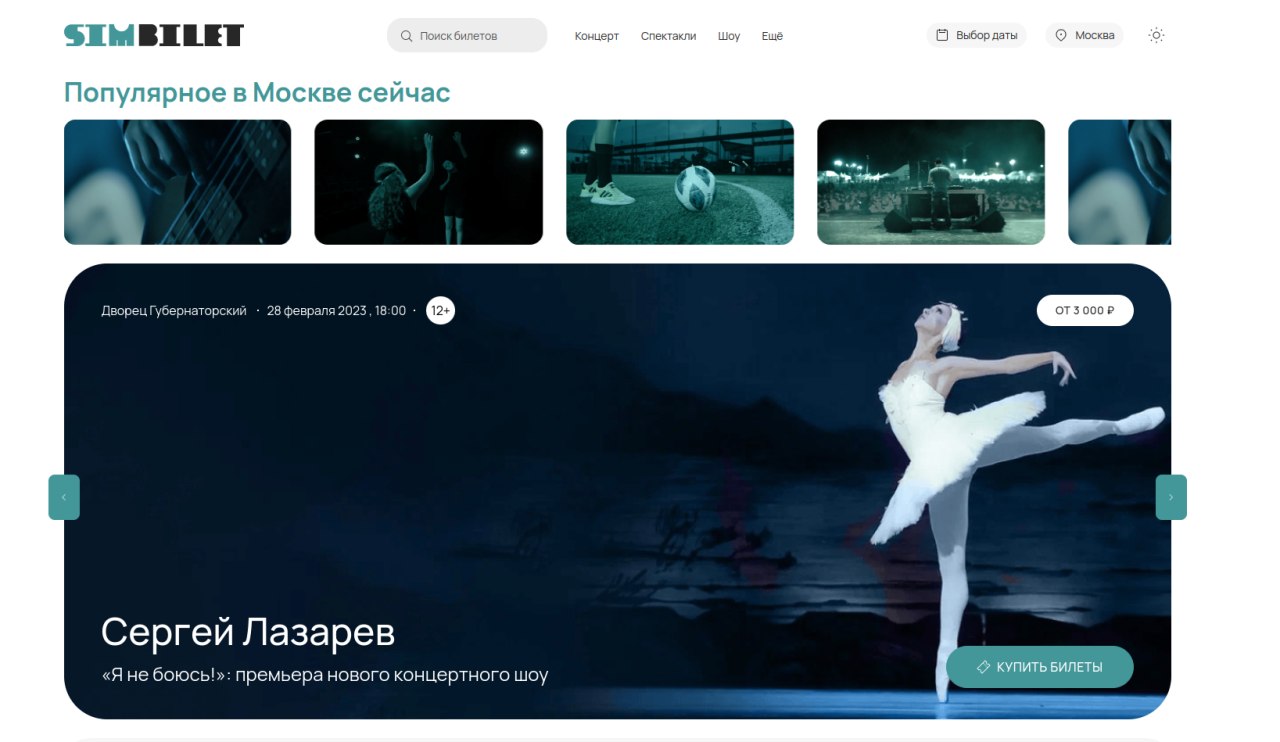 SIMBILET
Поиск билетов
Концерт
Спектакли
Шоу
Ещё
Выбор даты
Москва
Популярное в Москве сейчас
Дворец Губернаторский · 28 февраля 2023 , 18:00 · 12+
ОТ 3 000 ₽
Сергей Лазарев
«Я не боюсь!»: премьера нового концертного шоу
КУПИТЬ БИЛЕТЫ